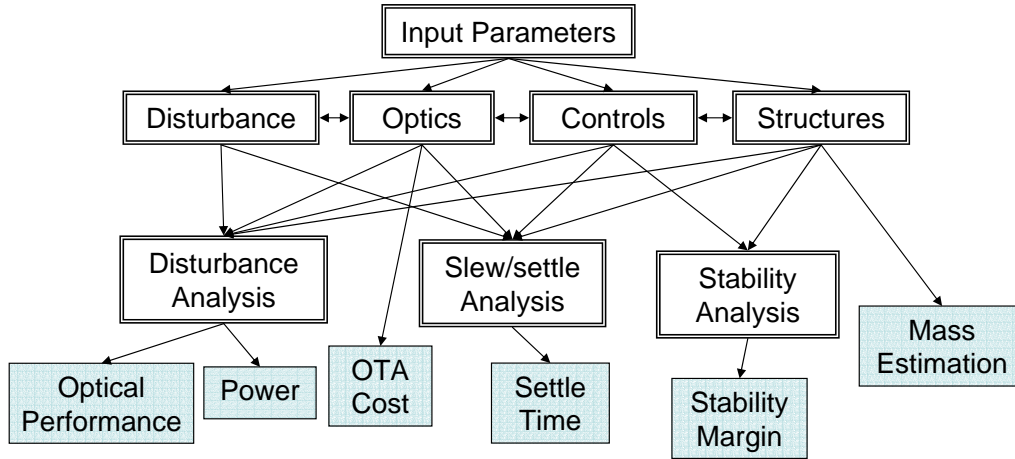 Input Parameters
Disturbance
Optics
Controls
Structures
Disturbance
Analysis
Slew/settle
Analysis
Stability
Analysis
Mass
Estimation
Optical
Performance
Power
OTA
Cost
Settle
Time
Stability
Margin